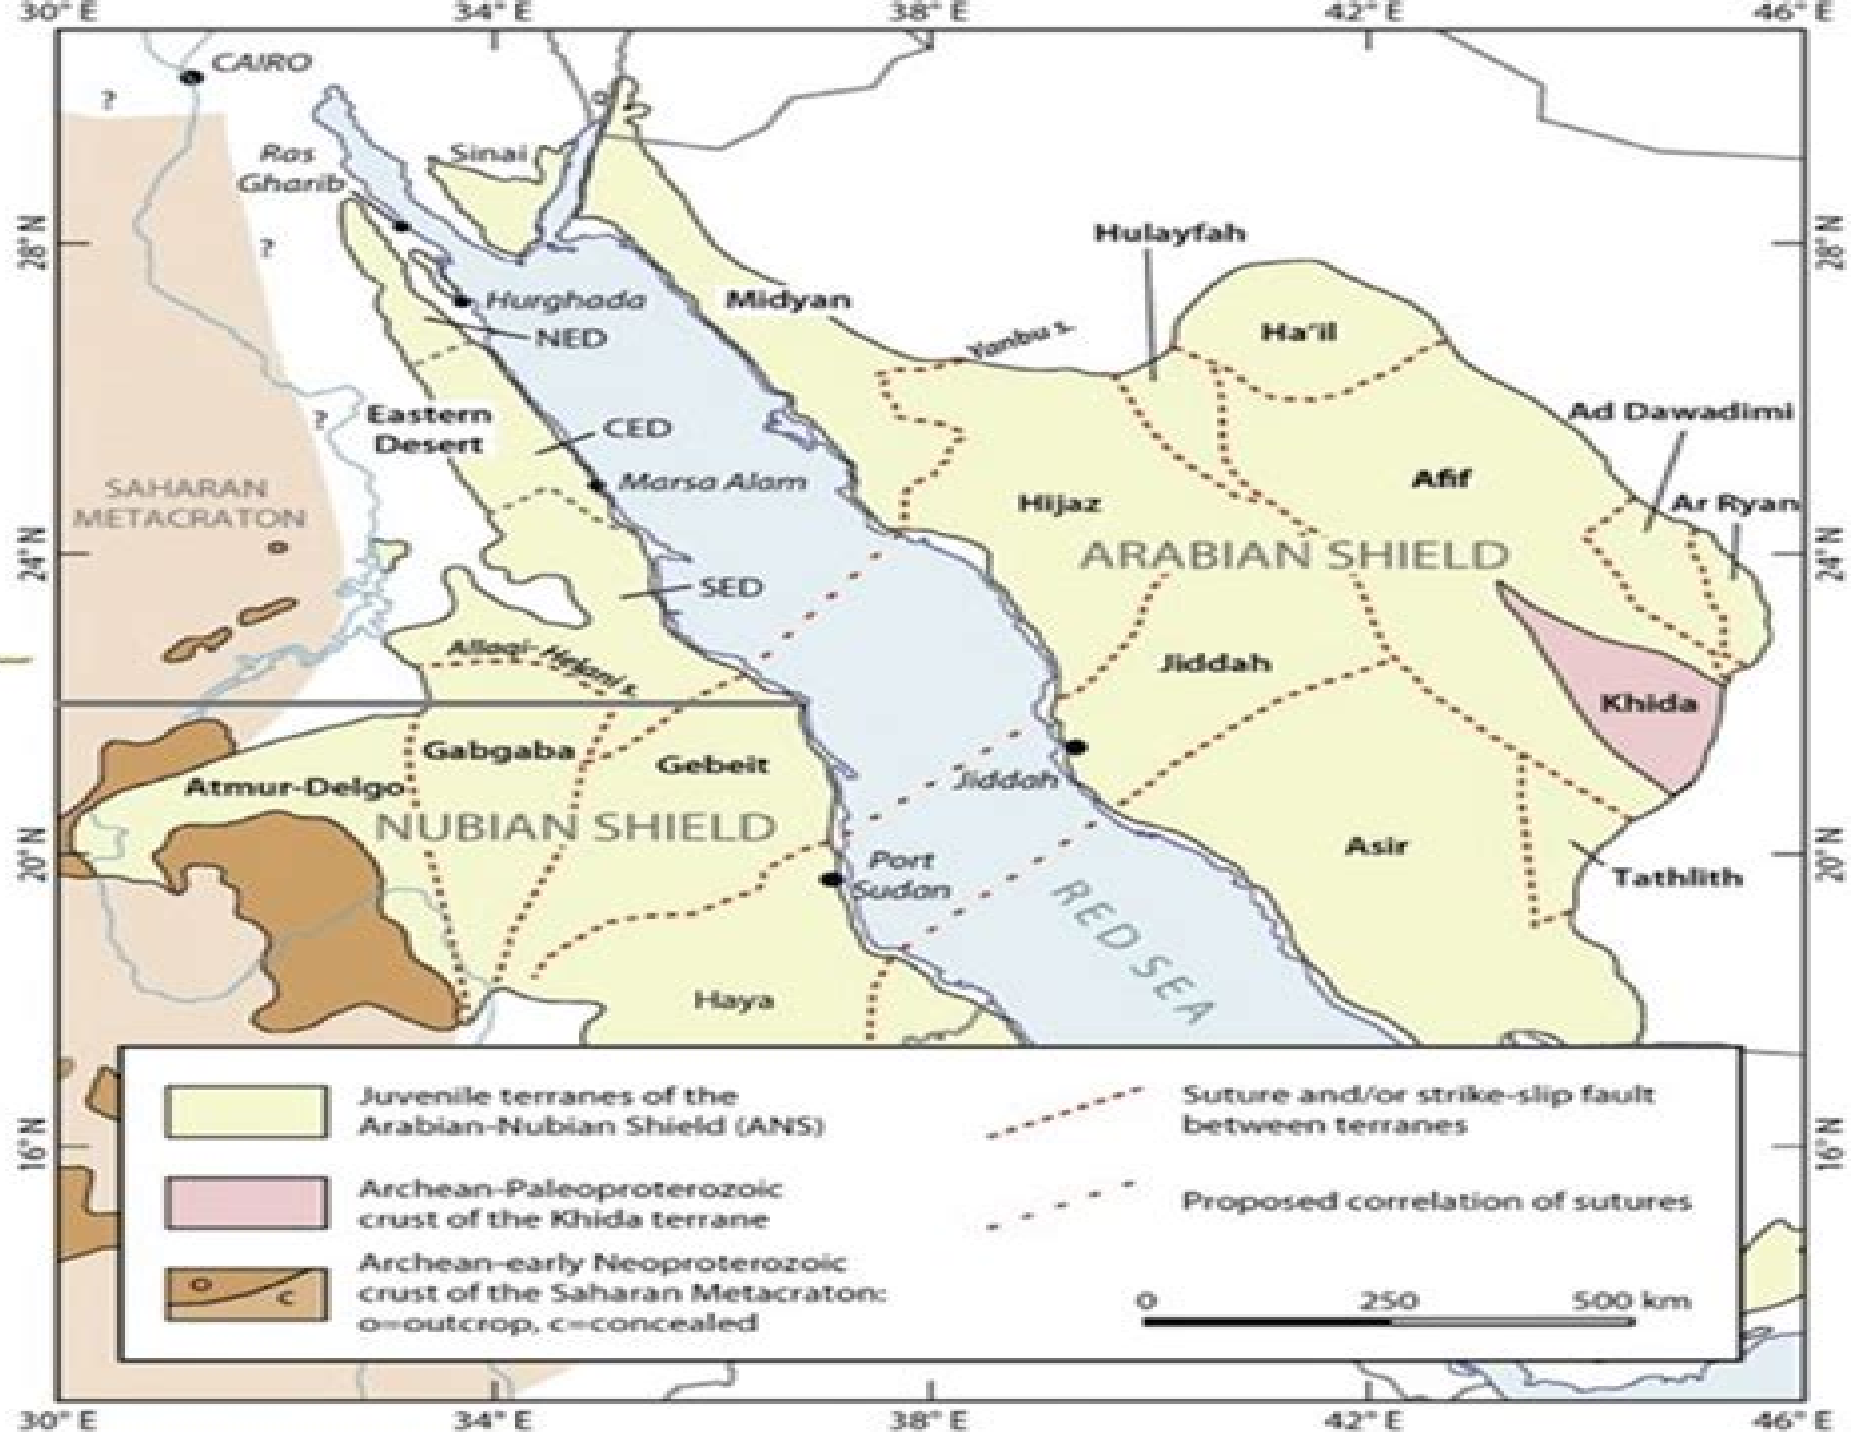 30°E 34°E 38°E 42°E 46°E
CAIRO
?
Ras
Gharib
Sinai
28°N
?
Hulayfah
28°N
Hurghada
Midyan
NED
Yanbu s.
Ha'il
Eastern
Desert
?
CED
Ad Dawadimi
Marsa Alam
Afif
SAHARAN
METACRATON
Hijaz
Ar Ryan
24°N
ARABIAN SHIELD
24°N
SED
Allaqi-Heiani s.
Jiddah
Khida
Gabgaba
Gebeit
Atmur-Delgo
Jiddah
NUBIAN SHIELD
20°N
Port
Sudan
Asir
20°N
Tathlith
RED SEA
Haya
Juvenile terranes of the
Arabian-Nubian Shield (ANS)
Suture and/or strike-slip fault
between terranes
16°N
16°N
Archean-Paleoproterozoic
crust of the Khida terrane
Proposed correlation of sutures
o
c
Archean-early Neoproterozoic
crust of the Saharan Metacraton:
o=outcrop, c=concealed
0 250 500 km
30°E 34°E 38°E 42°E 46°E